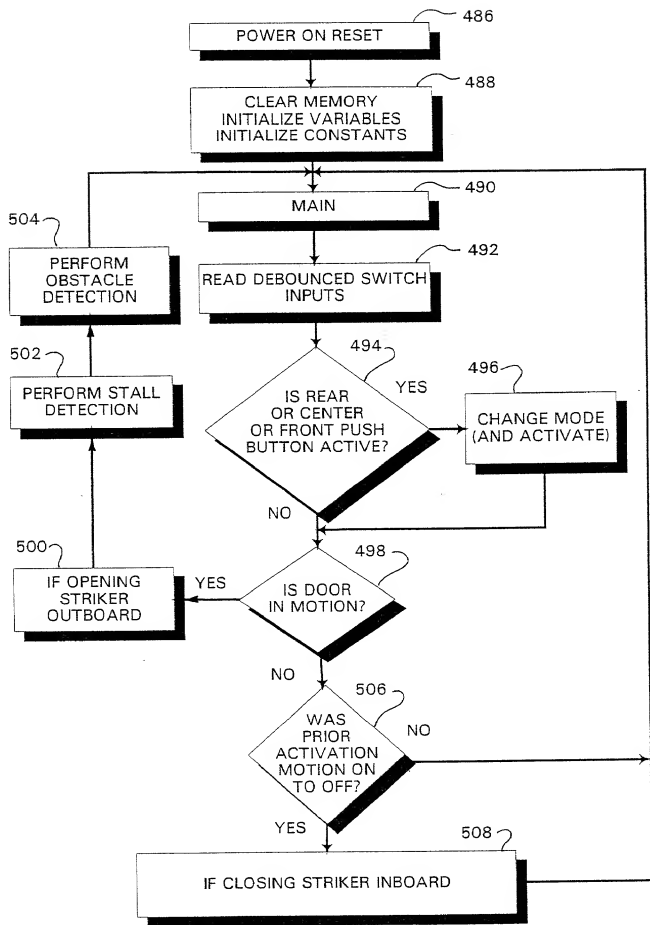 486
POWER ON RESET
488
CLEAR MEMORY
INITIALIZE VARIABLES
INITIALIZE CONSTANTS
490
MAIN
504
PERFORM
OBSTACLE
DETECTION
492
READ DEBOUNCED SWITCH
INPUTS
494
502
PERFORM STALL
DETECTION
IS REAR
OR CENTER
OR FRONT PUSH
BUTTON ACTIVE?
YES
496
CHANGE MODE
(AND ACTIVATE)
NO
498
500
IF OPENING
STRIKER
OUTBOARD
YES
IS DOOR
IN MOTION?
NO
506
WAS
PRIOR
ACTIVATION
MOTION ON
TO OFF?
NO
YES
508
IF CLOSING STRIKER INBOARD